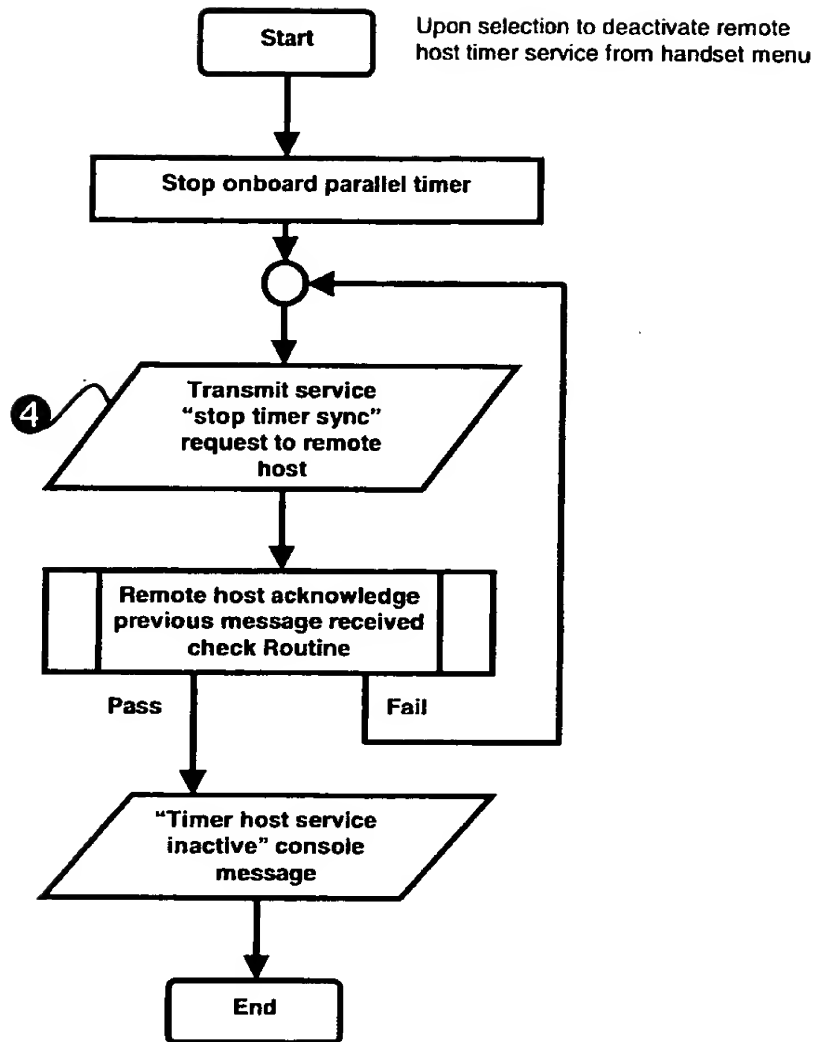 Start
Upon selection to deactivate remote
host timer service from handset menu
Stop onboard parallel timer
4
Transmit service
“stop timer sync”
request to remote
host
Remote host acknowledge
previous message received
check Routine
Pass
Fail
“Timer host service
inactive” console
message
End